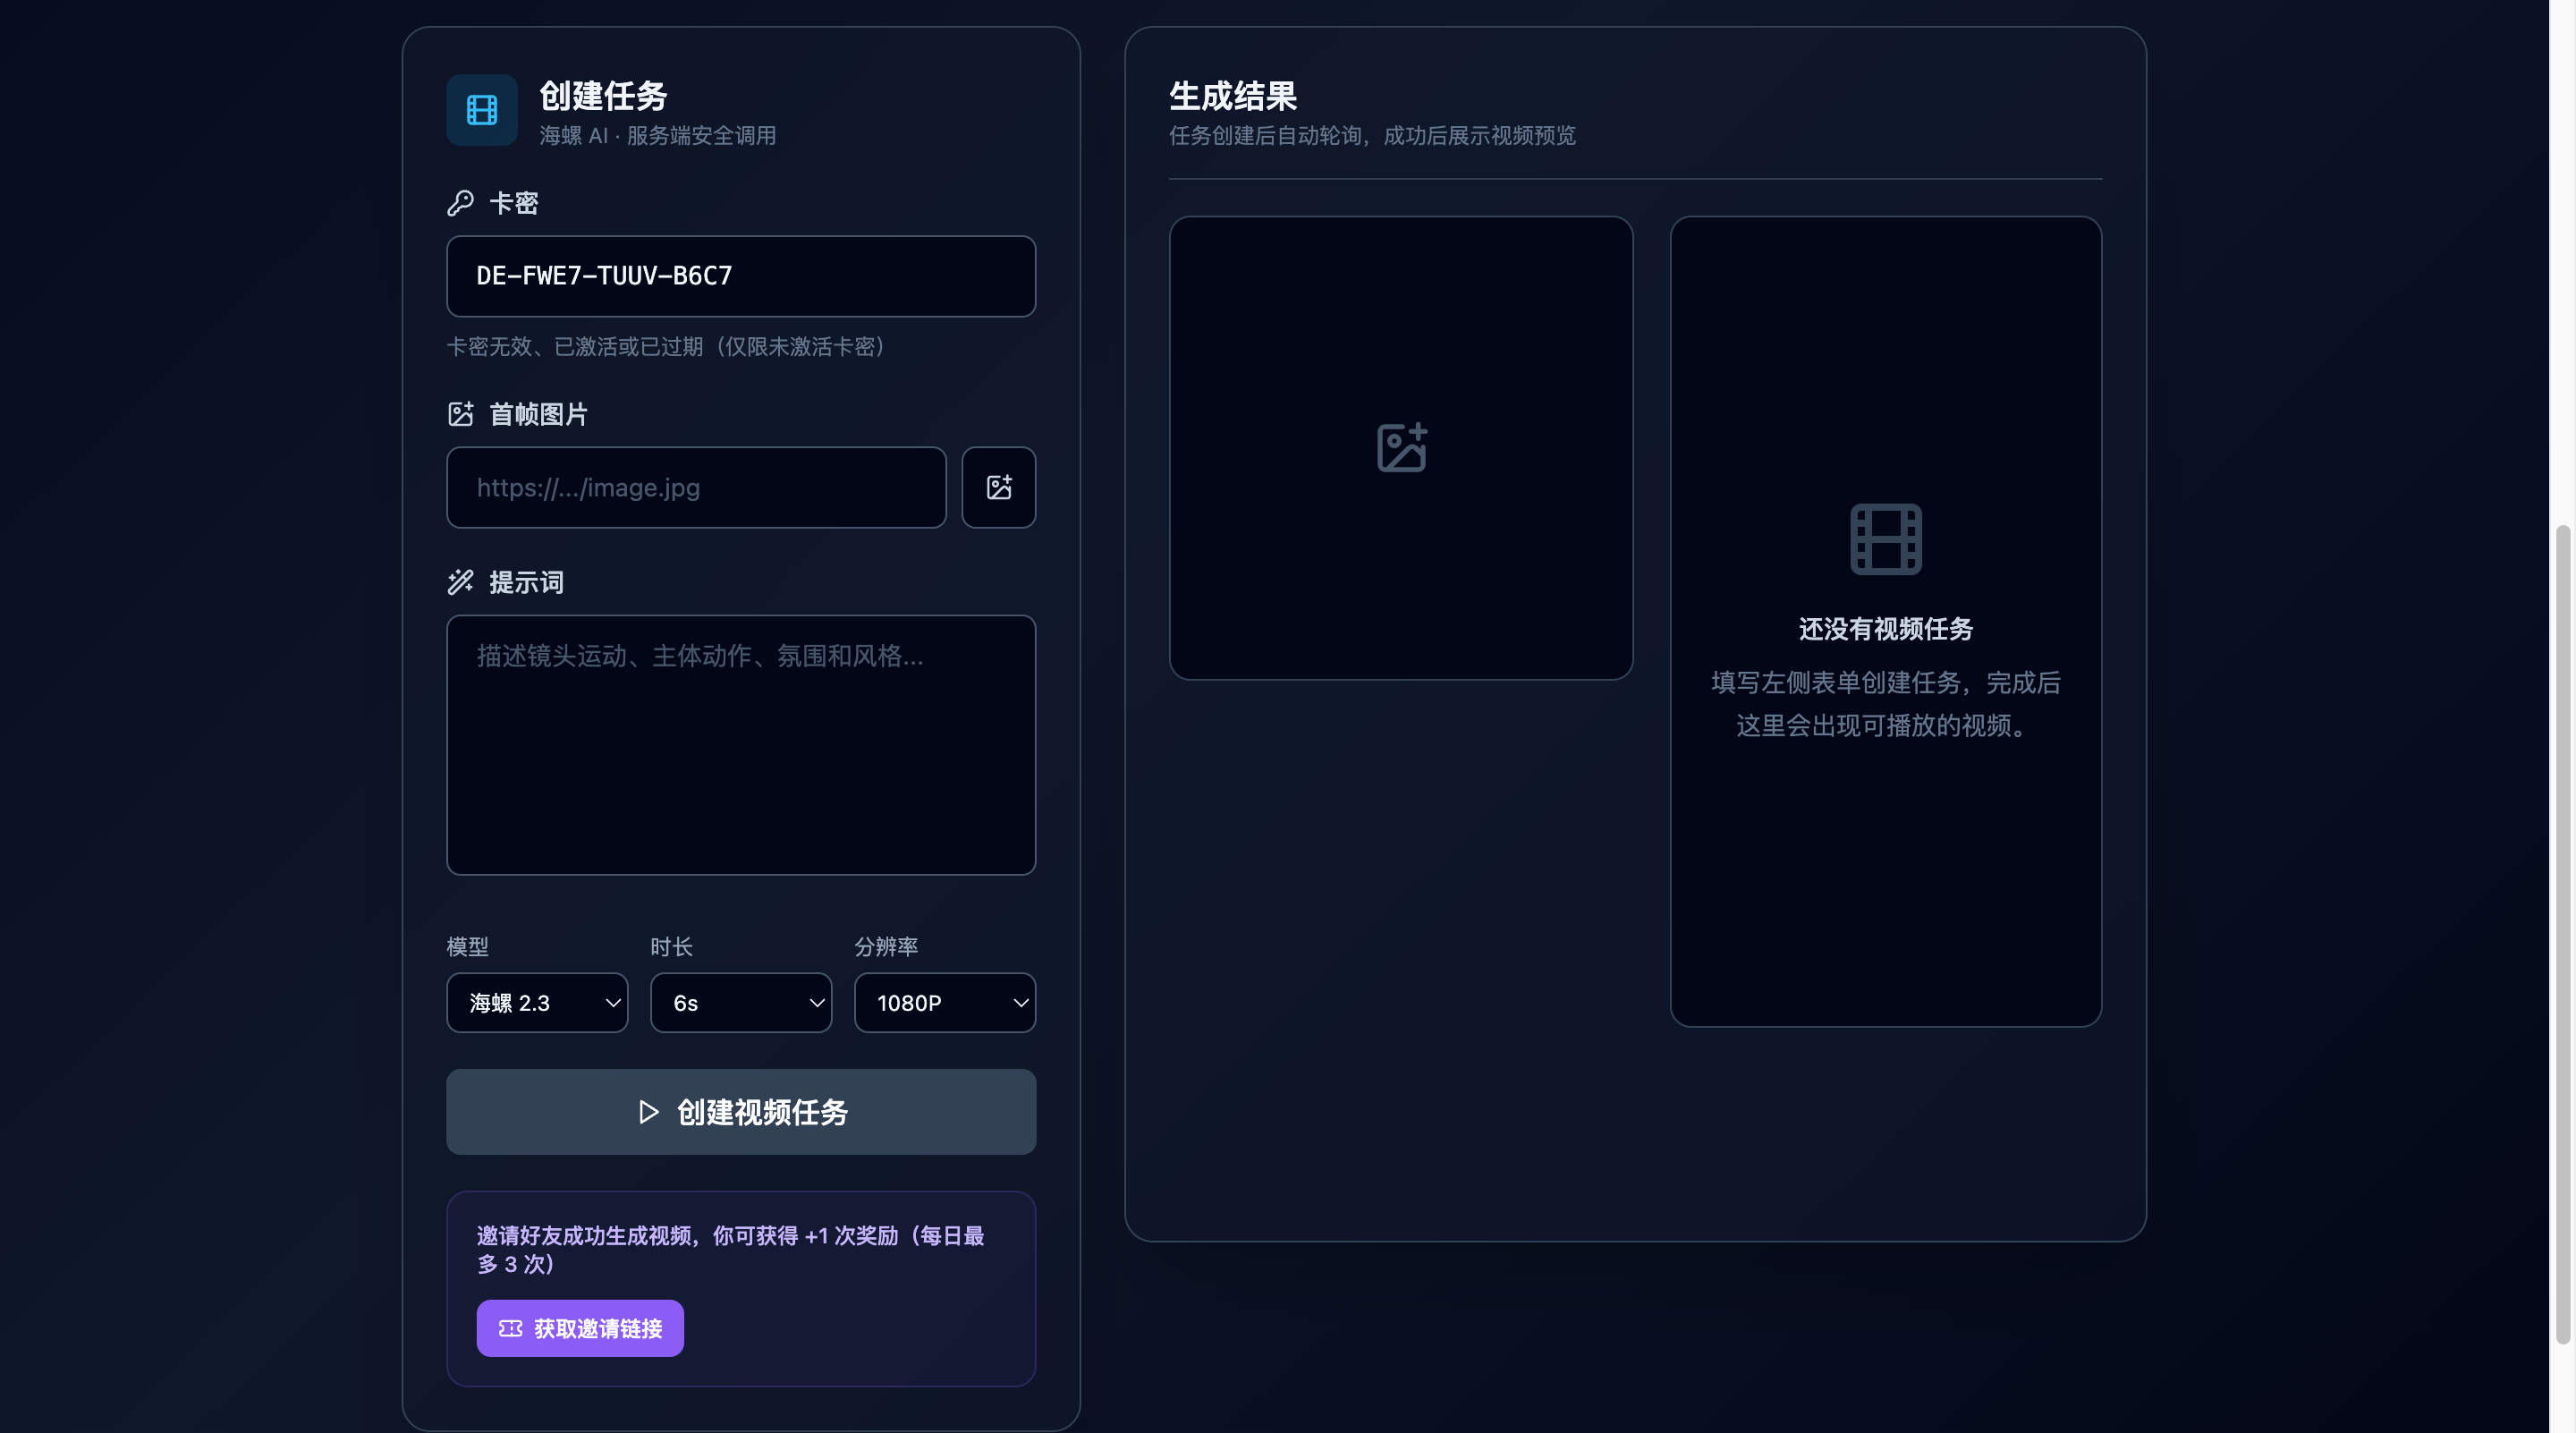 创建任务
海螺 AI · 服务端安全调用
卡密
DE-FWE7-TUUV-B6C7
卡密无效、已激活或已过期（仅限未激活卡密）
首帧图片
https://.../image.jpg
提示词
描述镜头运动、主体动作、氛围和风格...
模型
时长
分辨率
海螺 2.3
6s
1080P
创建视频任务
邀请好友成功生成视频，你可获得 +1 次奖励（每日最
多 3 次）
获取邀请链接
生成结果
任务创建后自动轮询，成功后展示视频预览
还没有视频任务
填写左侧表单创建任务，完成后
这里会出现可播放的视频。